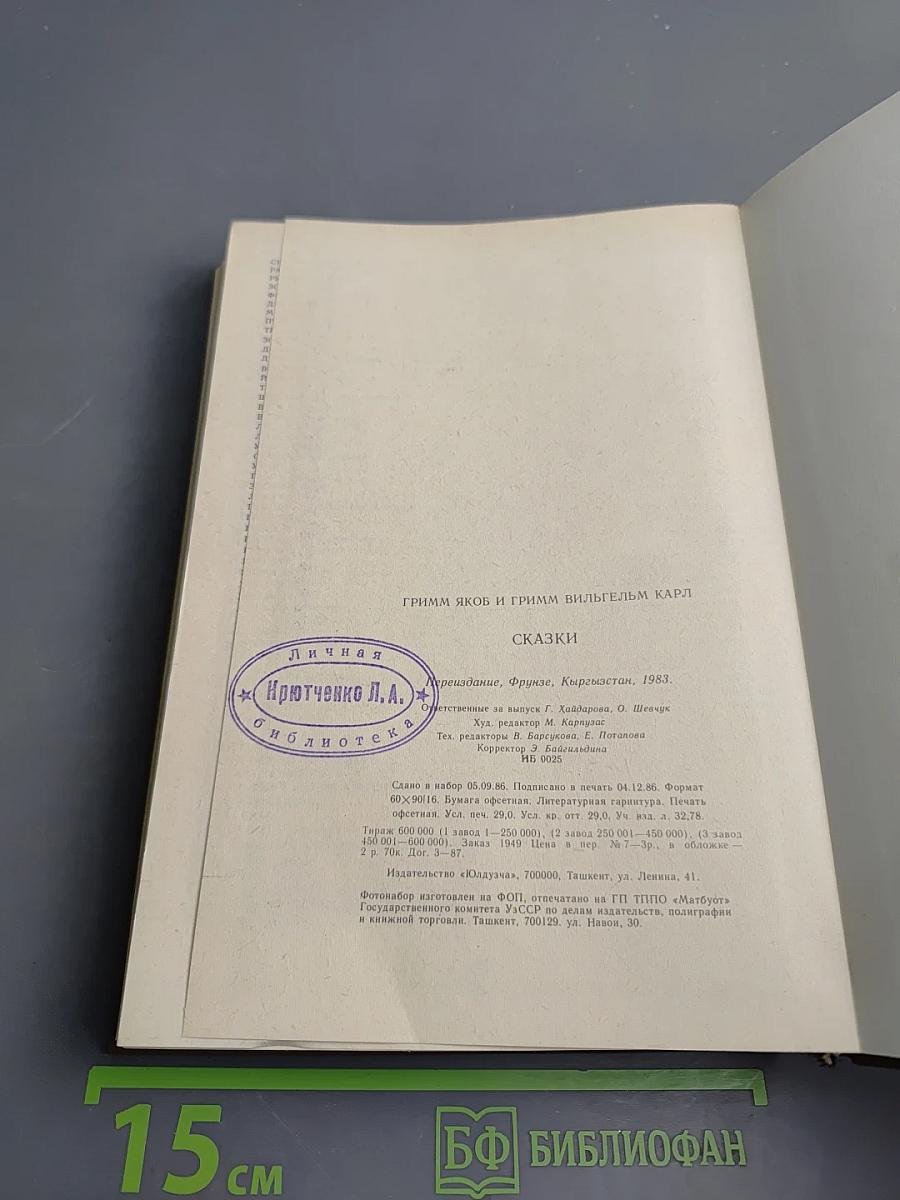 ГРИММ ЯКОБ И ГРИММ ВИЛЬГЕЛЬМ КАРЛ
СКАЗКИ
Личная
Крютченко Л.А.
библиотека
Переиздание, Фрунзе, Кыргызстан, 1983.
Ответственные за выпуск Г. Хайдарова, О. Шевчук
Худ. редактор М. Карпузас
Тех. редакторы В. Барсукова, Е. Потапова
Корректор Э. Байгильдина
ИБ 0025
Сдано в набор 05.09.86. Подписано в печать 04.12.86. Формат
60×90/16. Бумага офсетная. Литературная гарнитура. Печать
офсетная. Усл. печ. 29,0. Усл. кр. отт. 29,0, Уч. изд. л. 32,78.
Тираж 600 000 (1 завод 1—250 000), (2 завод 250 001—450 000), (3 завод
450 001—600 000). Заказ 1949 Цена в пер. № 7—3р., в обложке —
2 р. 70к. Дог. 3—87.
Издательство «Юлдузча», 700000, Ташкент, ул. Ленина, 41.
Фотонабор изготовлен на ФОП, отпечатано на ГП ТППО «Матбуот»
Государственного комитета УзССР по делам издательств, полиграфии
и книжной торговли. Ташкент, 700129. ул. Навои, 30.
15 см
БФ БИБЛИОФАН